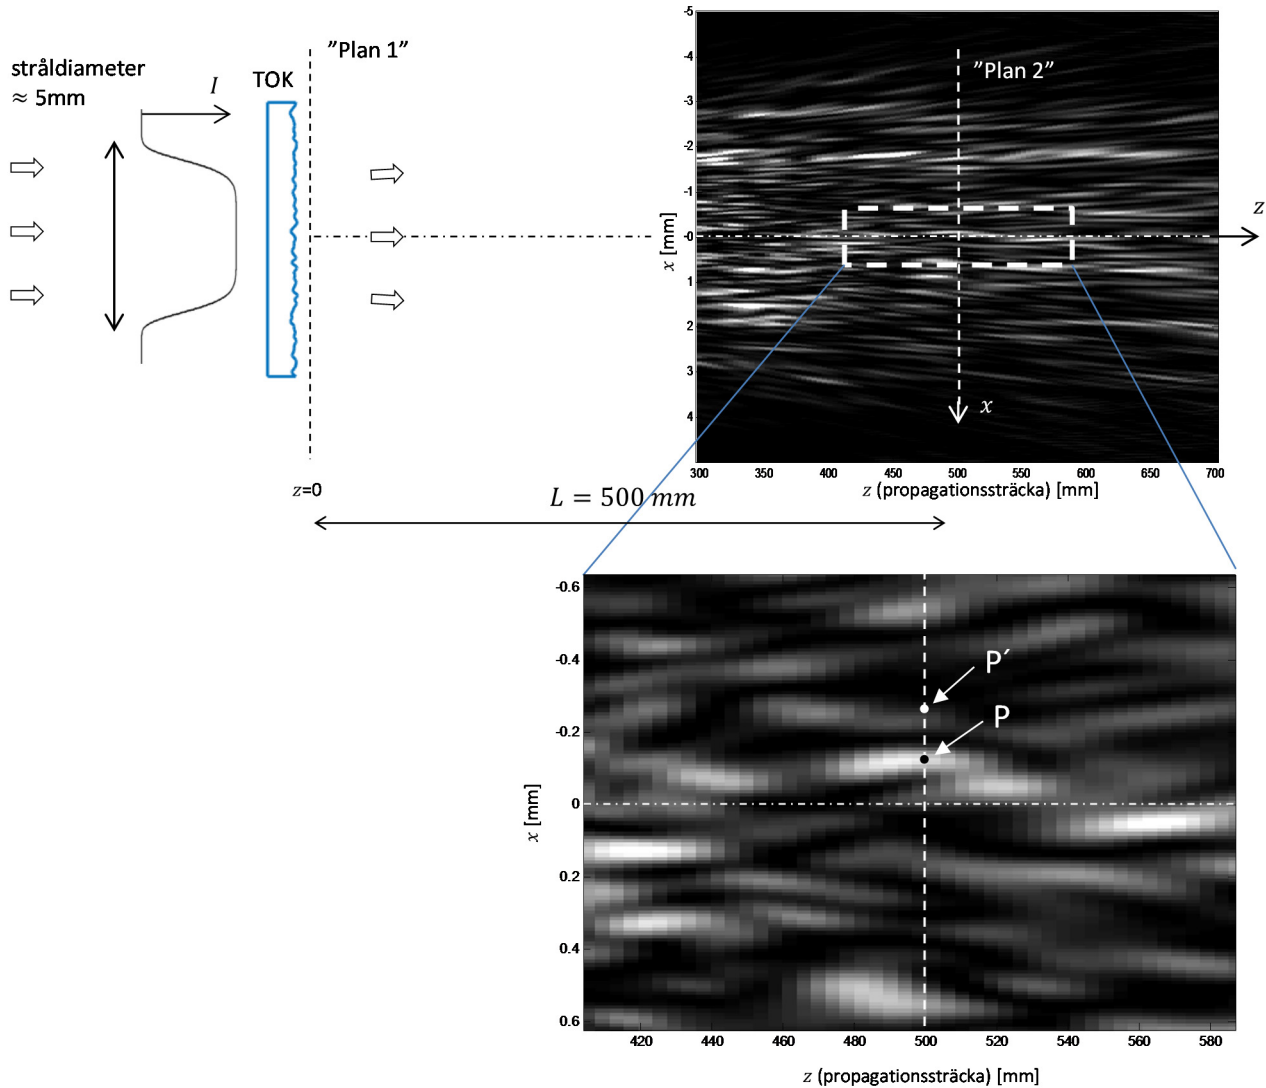 stråldiameter
≈ 5mm
I
TOK
”Plan 1”
z=0
L = 500 mm
-5
-4
-3
-2
-1
-0
1
2
3
4
x [mm]
”Plan 2”
x
z
300 350 400 450 500 550 600 650 700
z (propagationssträcka) [mm]
-0.6
-0.4
-0.2
0
0.2
0.4
0.6
x [mm]
P´
P
420 440 460 480 500 520 540 560 580
z (propagationssträcka) [mm]